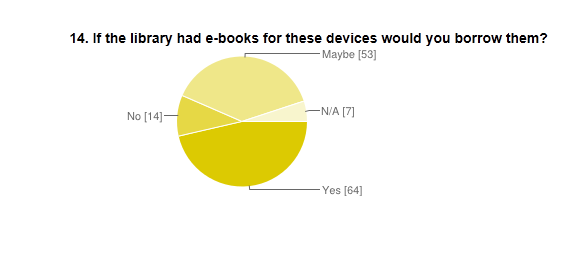 14. If the library had e-books for these devices would you borrow them?
Maybe [53]
N/A [7]
No [14]
Yes [64]